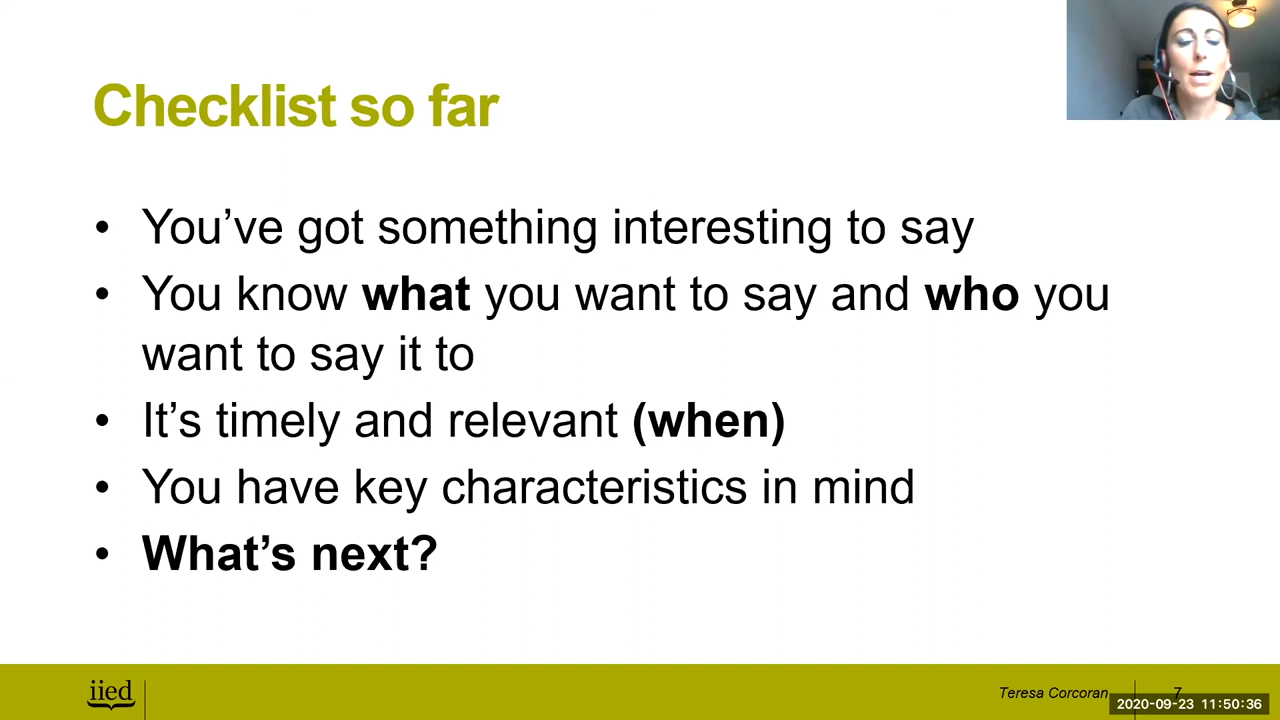 Checklist so far
• You’ve got something interesting to say
• You know what you want to say and who you
want to say it to
• It’s timely and relevant (when)
• You have key characteristics in mind
• What’s next?
iied
Teresa Corcoran
7
2020-09-23 11:50:36